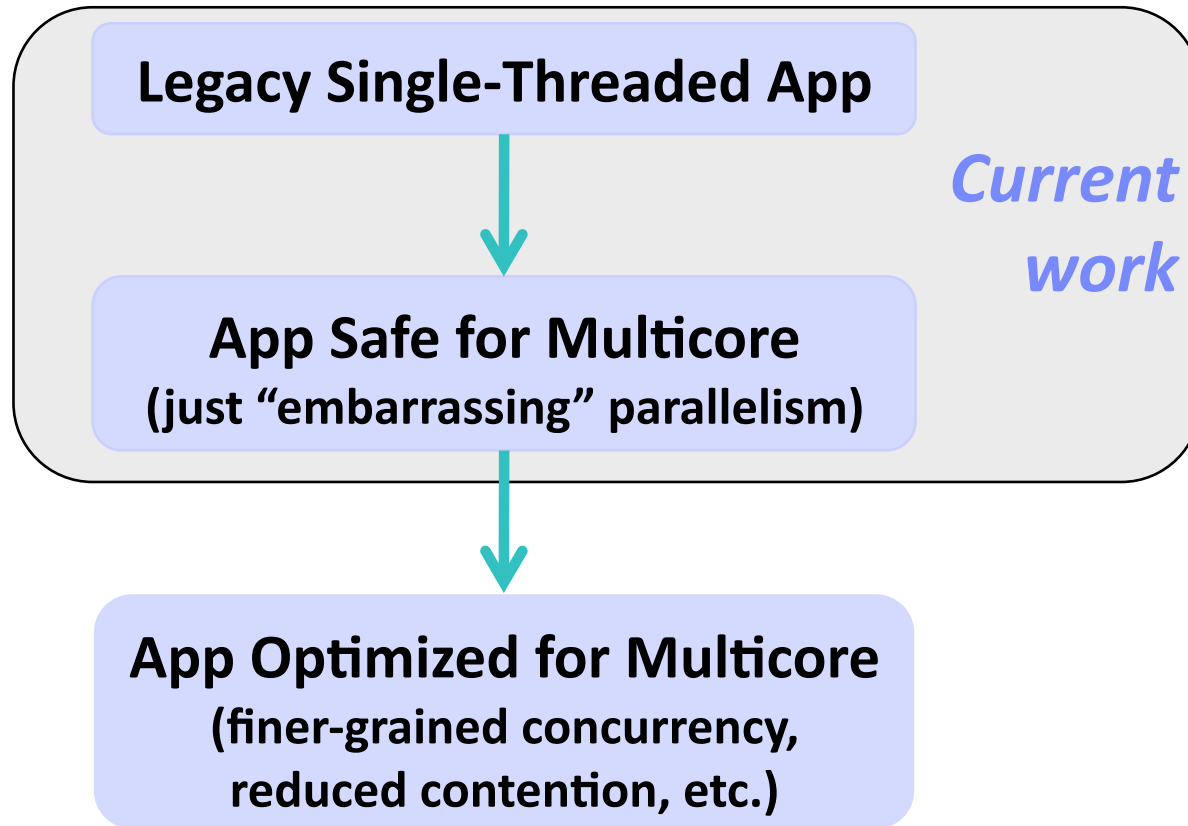 Legacy Single-Threaded App
Current
work
App Safe for Multicore
(just “embarrassing” parallelism)
App Optimized for Multicore
(finer-grained concurrency,
reduced contention, etc.)